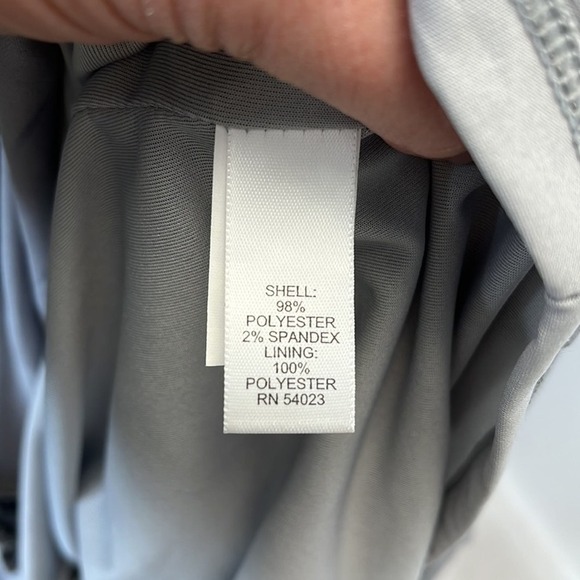 SHELL:
98%
POLYESTER
2% SPANDEX
LINING:
100%
POLYESTER
RN 54023